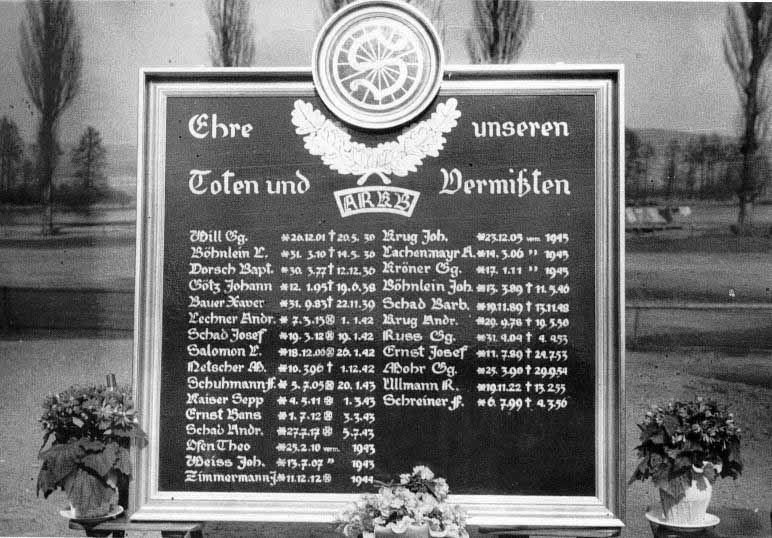 Ehre unseren
Toten und Vermißten
ARKB
Will Gg. *26.12.01 † 20.5. 30
Böhnlein L. *31. 3.10 † 14.5. 30
Dorsch Bapt. *30. 3.77 † 12.12.36
Götz Johann *12. 1.95 † 19.6.38
Bauer Xaver *31. 9.83 † 22.11.39
Lechner Andr. * 7. 3.15 1. 1.42
Schad Josef *19. 3.12 19. 1.42
Salomon L. *18.12.06 26. 1.42
Netscher M. *10. 3.96 † 1.12.42
Schuhmann F. * 5. 7.05 20. 1.43
Kaiser Sepp * 4. 5.11 1. 3.43
Ernst Hans * 1. 7.12 3. 3.43
Schad Andr. *27.7.17 5.7.43
Ofen Theo *25.2.10 verm. 1943
Weiss Joh. *13.7.07 " 1943
Zimmermann J. *11.12.12 1944
Krug Joh. *23.12.05 verm. 1945
Lachenmayr A. *14. 3.06 " 1945
Kröner Gg. *17. 1.11 " 1945
Böhnlein Joh. *13. 3.89 † 11.5.46
Schad Barb. *19.11.89 † 13.11.48
Krug Andr. *29. 9.78 † 19.5.50
Russ Gg. *31. 4.04 † 4. 4.53
Ernst Josef *11. 7.89 † 24.7.53
Mohr Gg. *25. 3.90 † 29.9.54
Ullmann R. *19.11.22 † 13.2.55
Schreiner F. *6. 7.99 † 4. 3.56